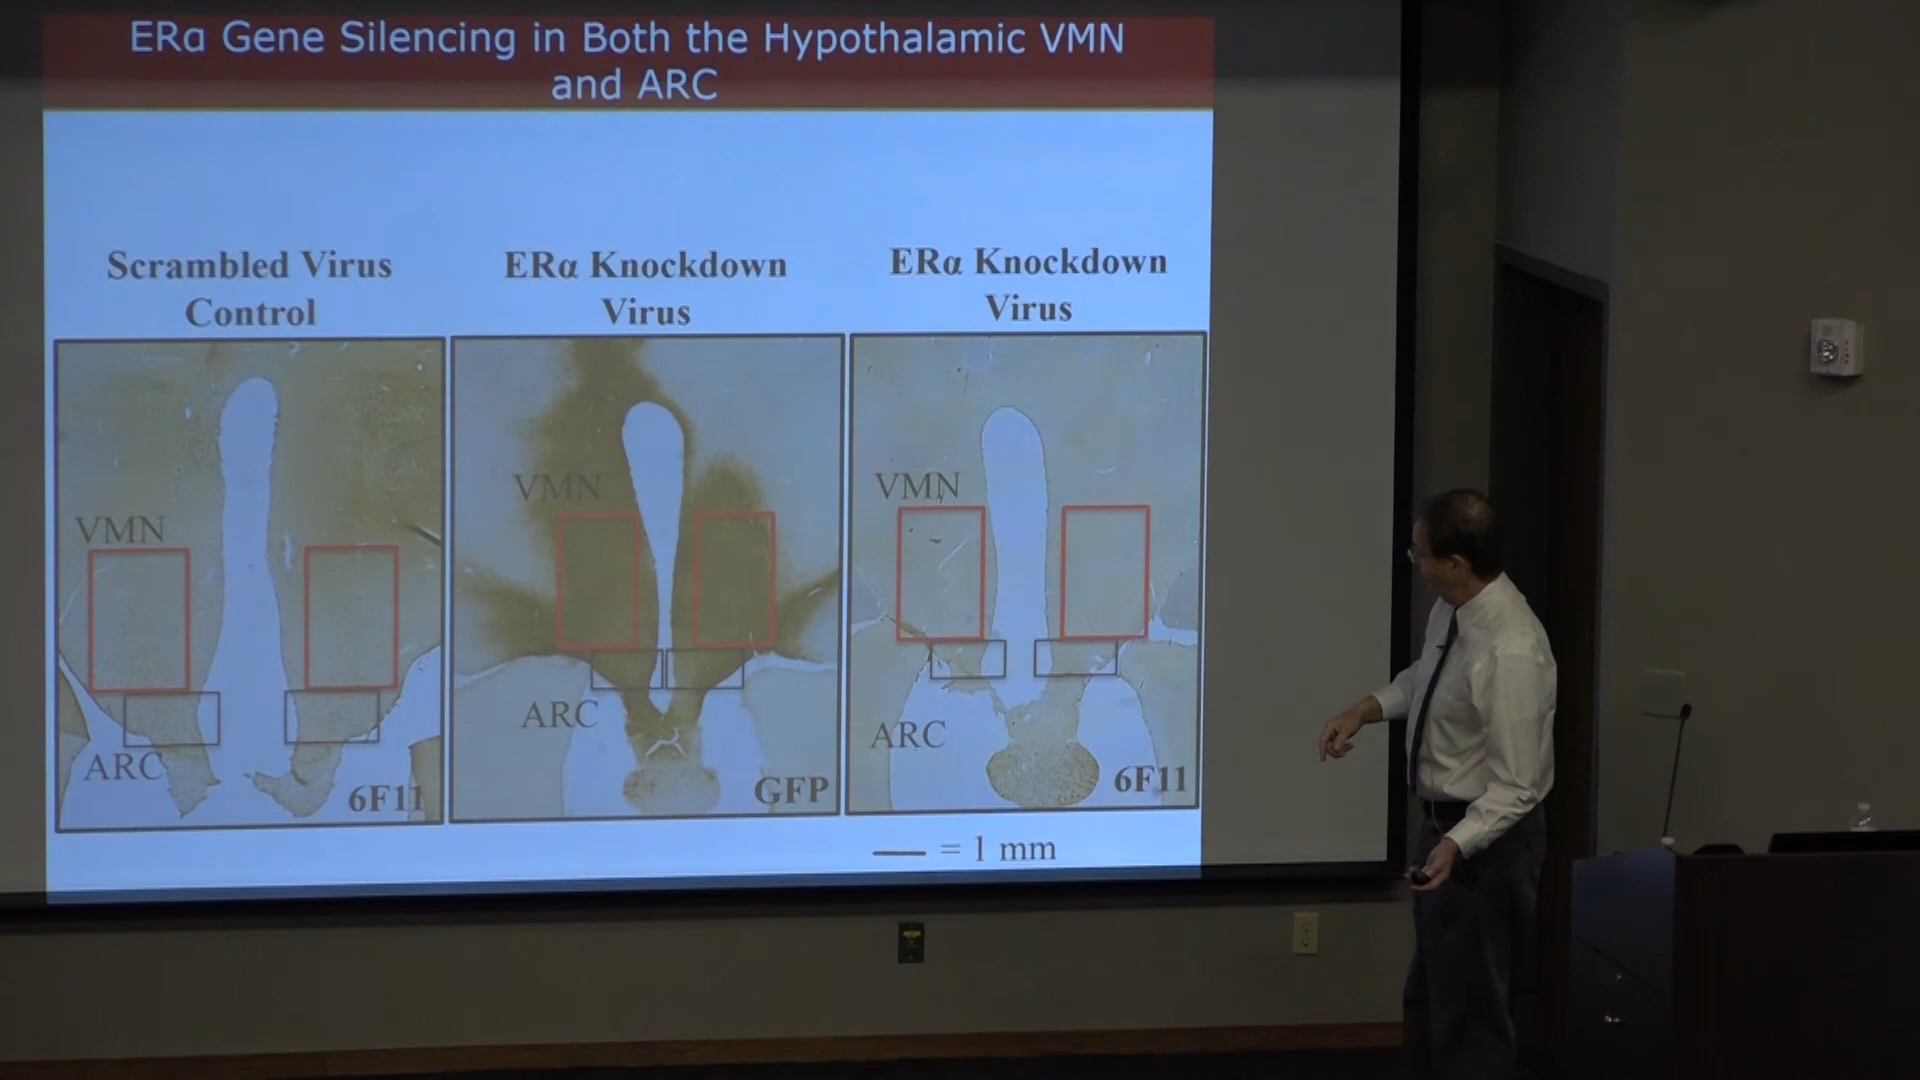 ERα Gene Silencing in Both the Hypothalamic VMN
and ARC
Scrambled Virus
Control
ERα Knockdown
Virus
ERα Knockdown
Virus
VMN
ARC
6F11
VMN
ARC
GFP
VMN
ARC
6F11
= 1 mm